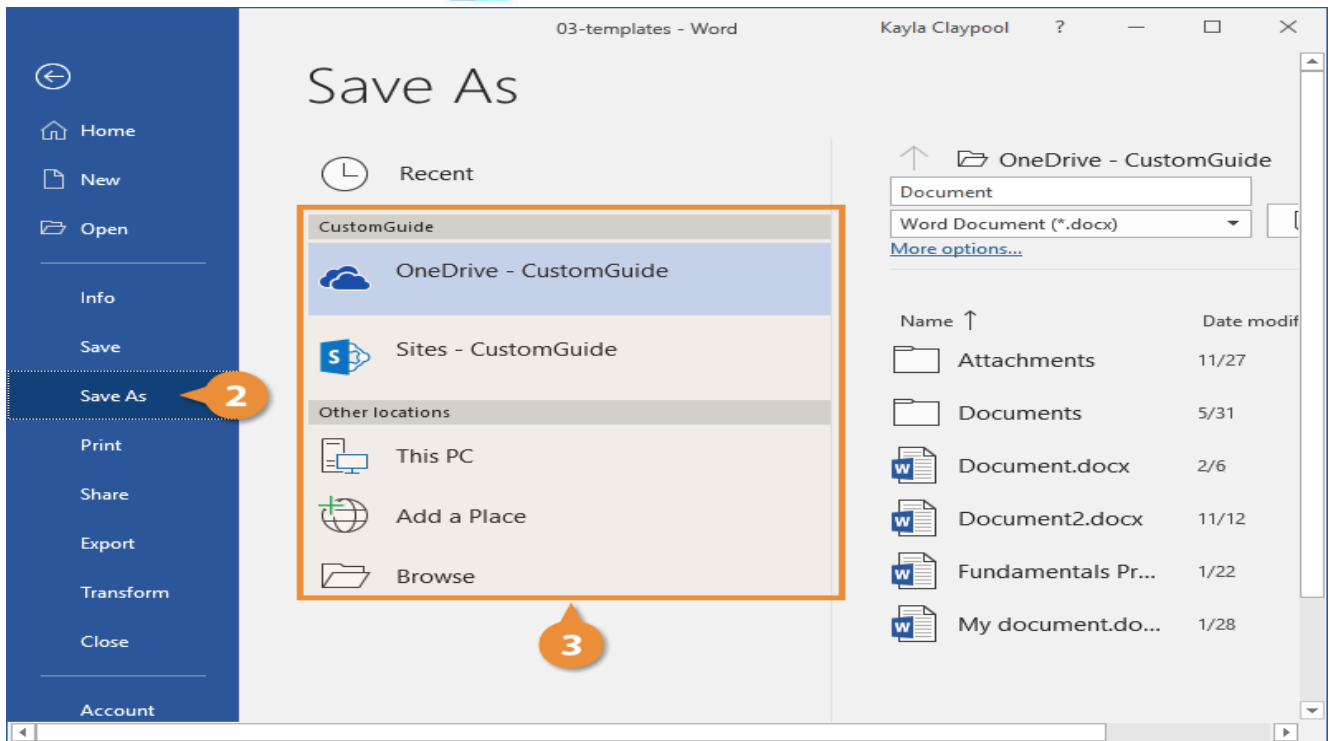 03-templates - Word
Kayla Claypool
?
Save As
Home
New
Open
Info
Save
Save As
2
Print
Share
Export
Transform
Close
Account
Recent
CustomGuide
OneDrive - CustomGuide
Sites - CustomGuide
Other locations
This PC
Add a Place
Browse
3
OneDrive - CustomGuide
Document
Word Document (*.docx)
More options...
Name ↑ Date modif
Attachments 11/27
Documents 5/31
Document.docx 2/6
Document2.docx 11/12
Fundamentals Pr... 1/22
My document.do... 1/28